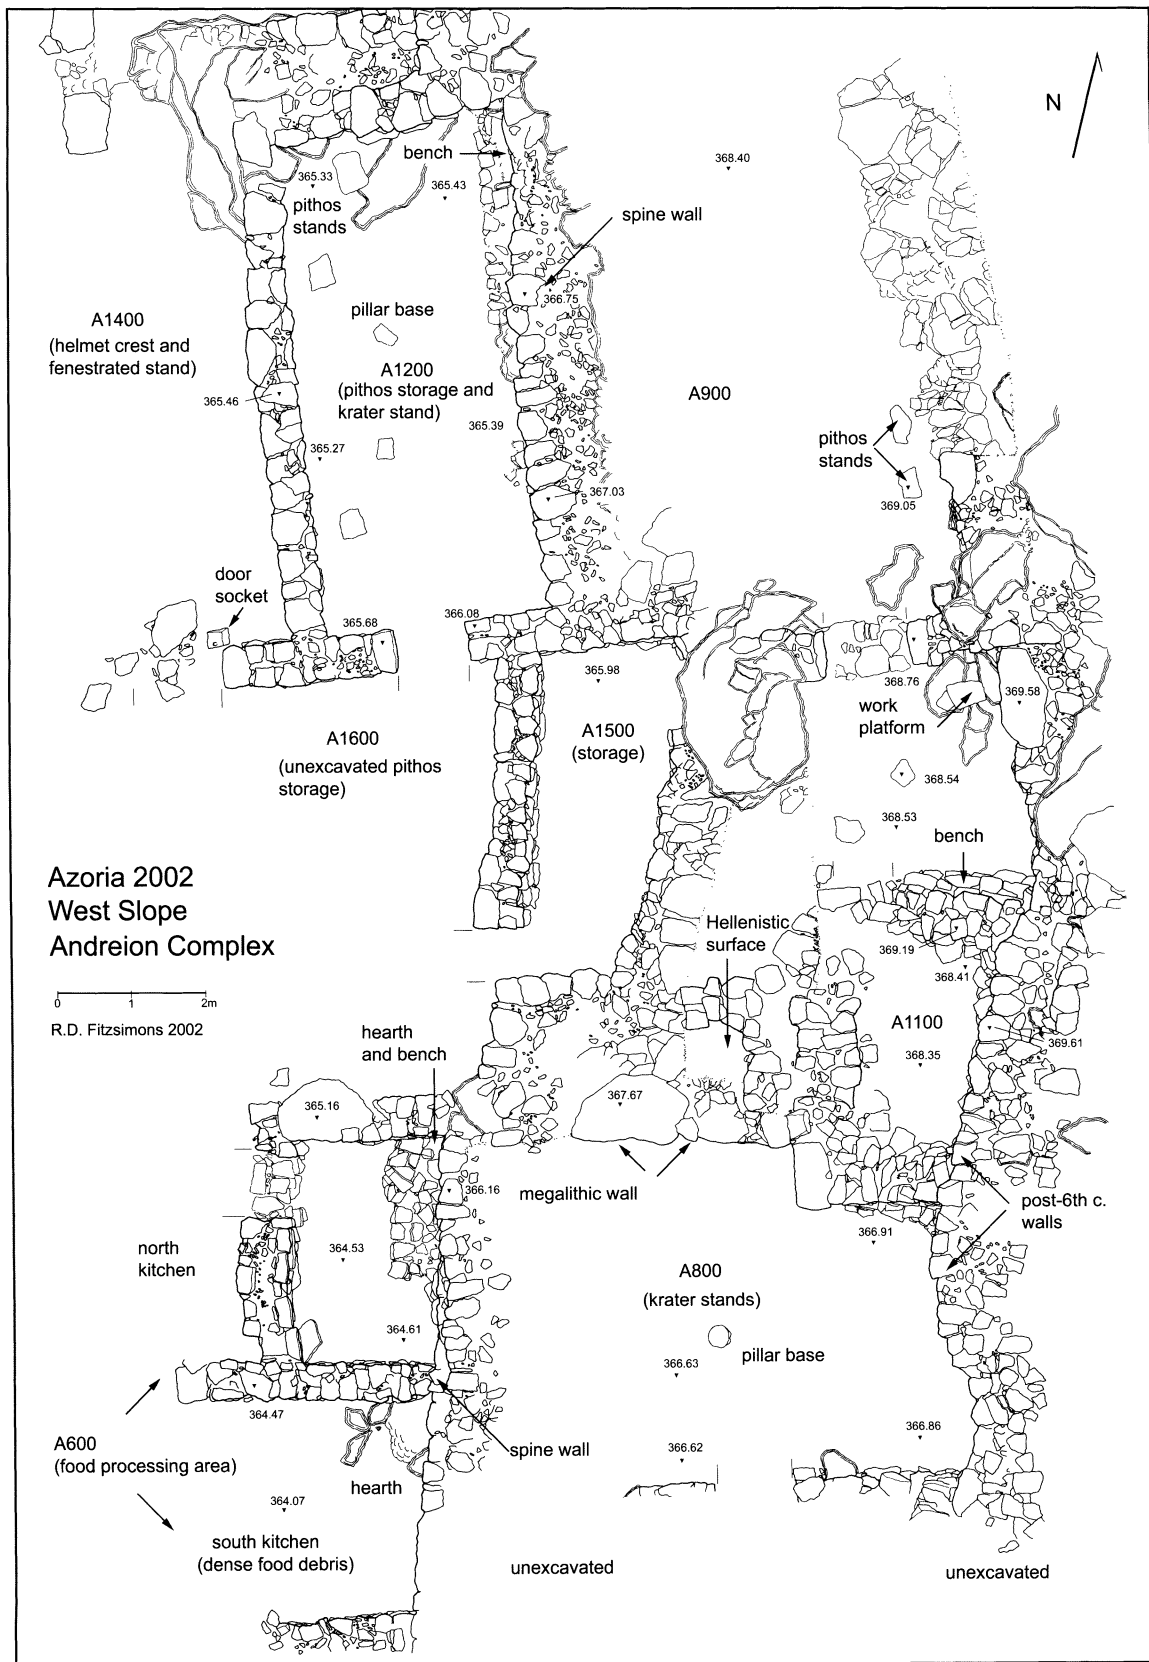 N
bench
368.40
365.33
365.43
pithos
stands
spine wall
366.75
pillar base
A1400
(helmet crest and
fenestrated stand)
A1200
(pithos storage and
krater stand)
365.46
365.39
A900
365.27
pithos
stands
367.03
369.05
door
socket
366.08
365.68
365.98
368.76
369.58
work
platform
A1600
(unexcavated pithos
storage)
A1500
(storage)
368.54
368.53
bench
Azoria 2002
West Slope
Andreion Complex
0 1 2m
R.D. Fitzsimons 2002
Hellenistic
surface
369.19
368.41
A1100
369.61
368.35
hearth
and bench
365.16
367.67
366.16
megalithic wall
post-6th c.
walls
366.91
north
kitchen
364.53
A800
(krater stands)
364.61
pillar base
366.63
364.47
366.86
A600
(food processing area)
spine wall
366.62
hearth
364.07
south kitchen
(dense food debris)
unexcavated
unexcavated